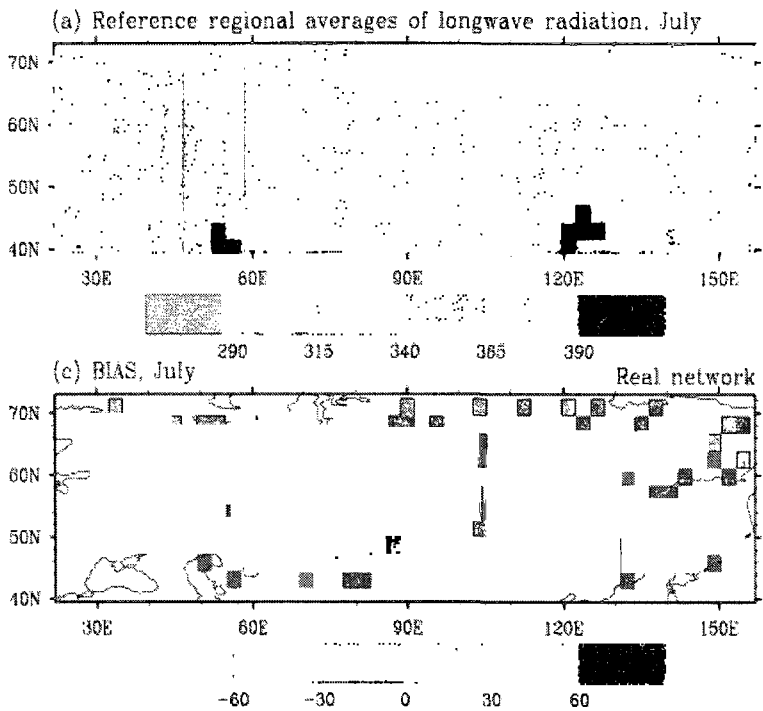 (a) Reference regional averages of longwave radiation, July
70N
60N
50N
40N
30E 60E 90E 120E 150E
290 315 340 365 390
(c) BIAS, July Real network
70N
60N
50N
40N
30E 60E 90E 120E 150E
-60 -30 0 30 60